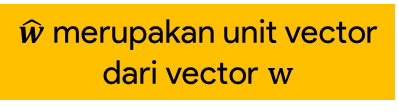 ŵ merupakan unit vector
dari vector w